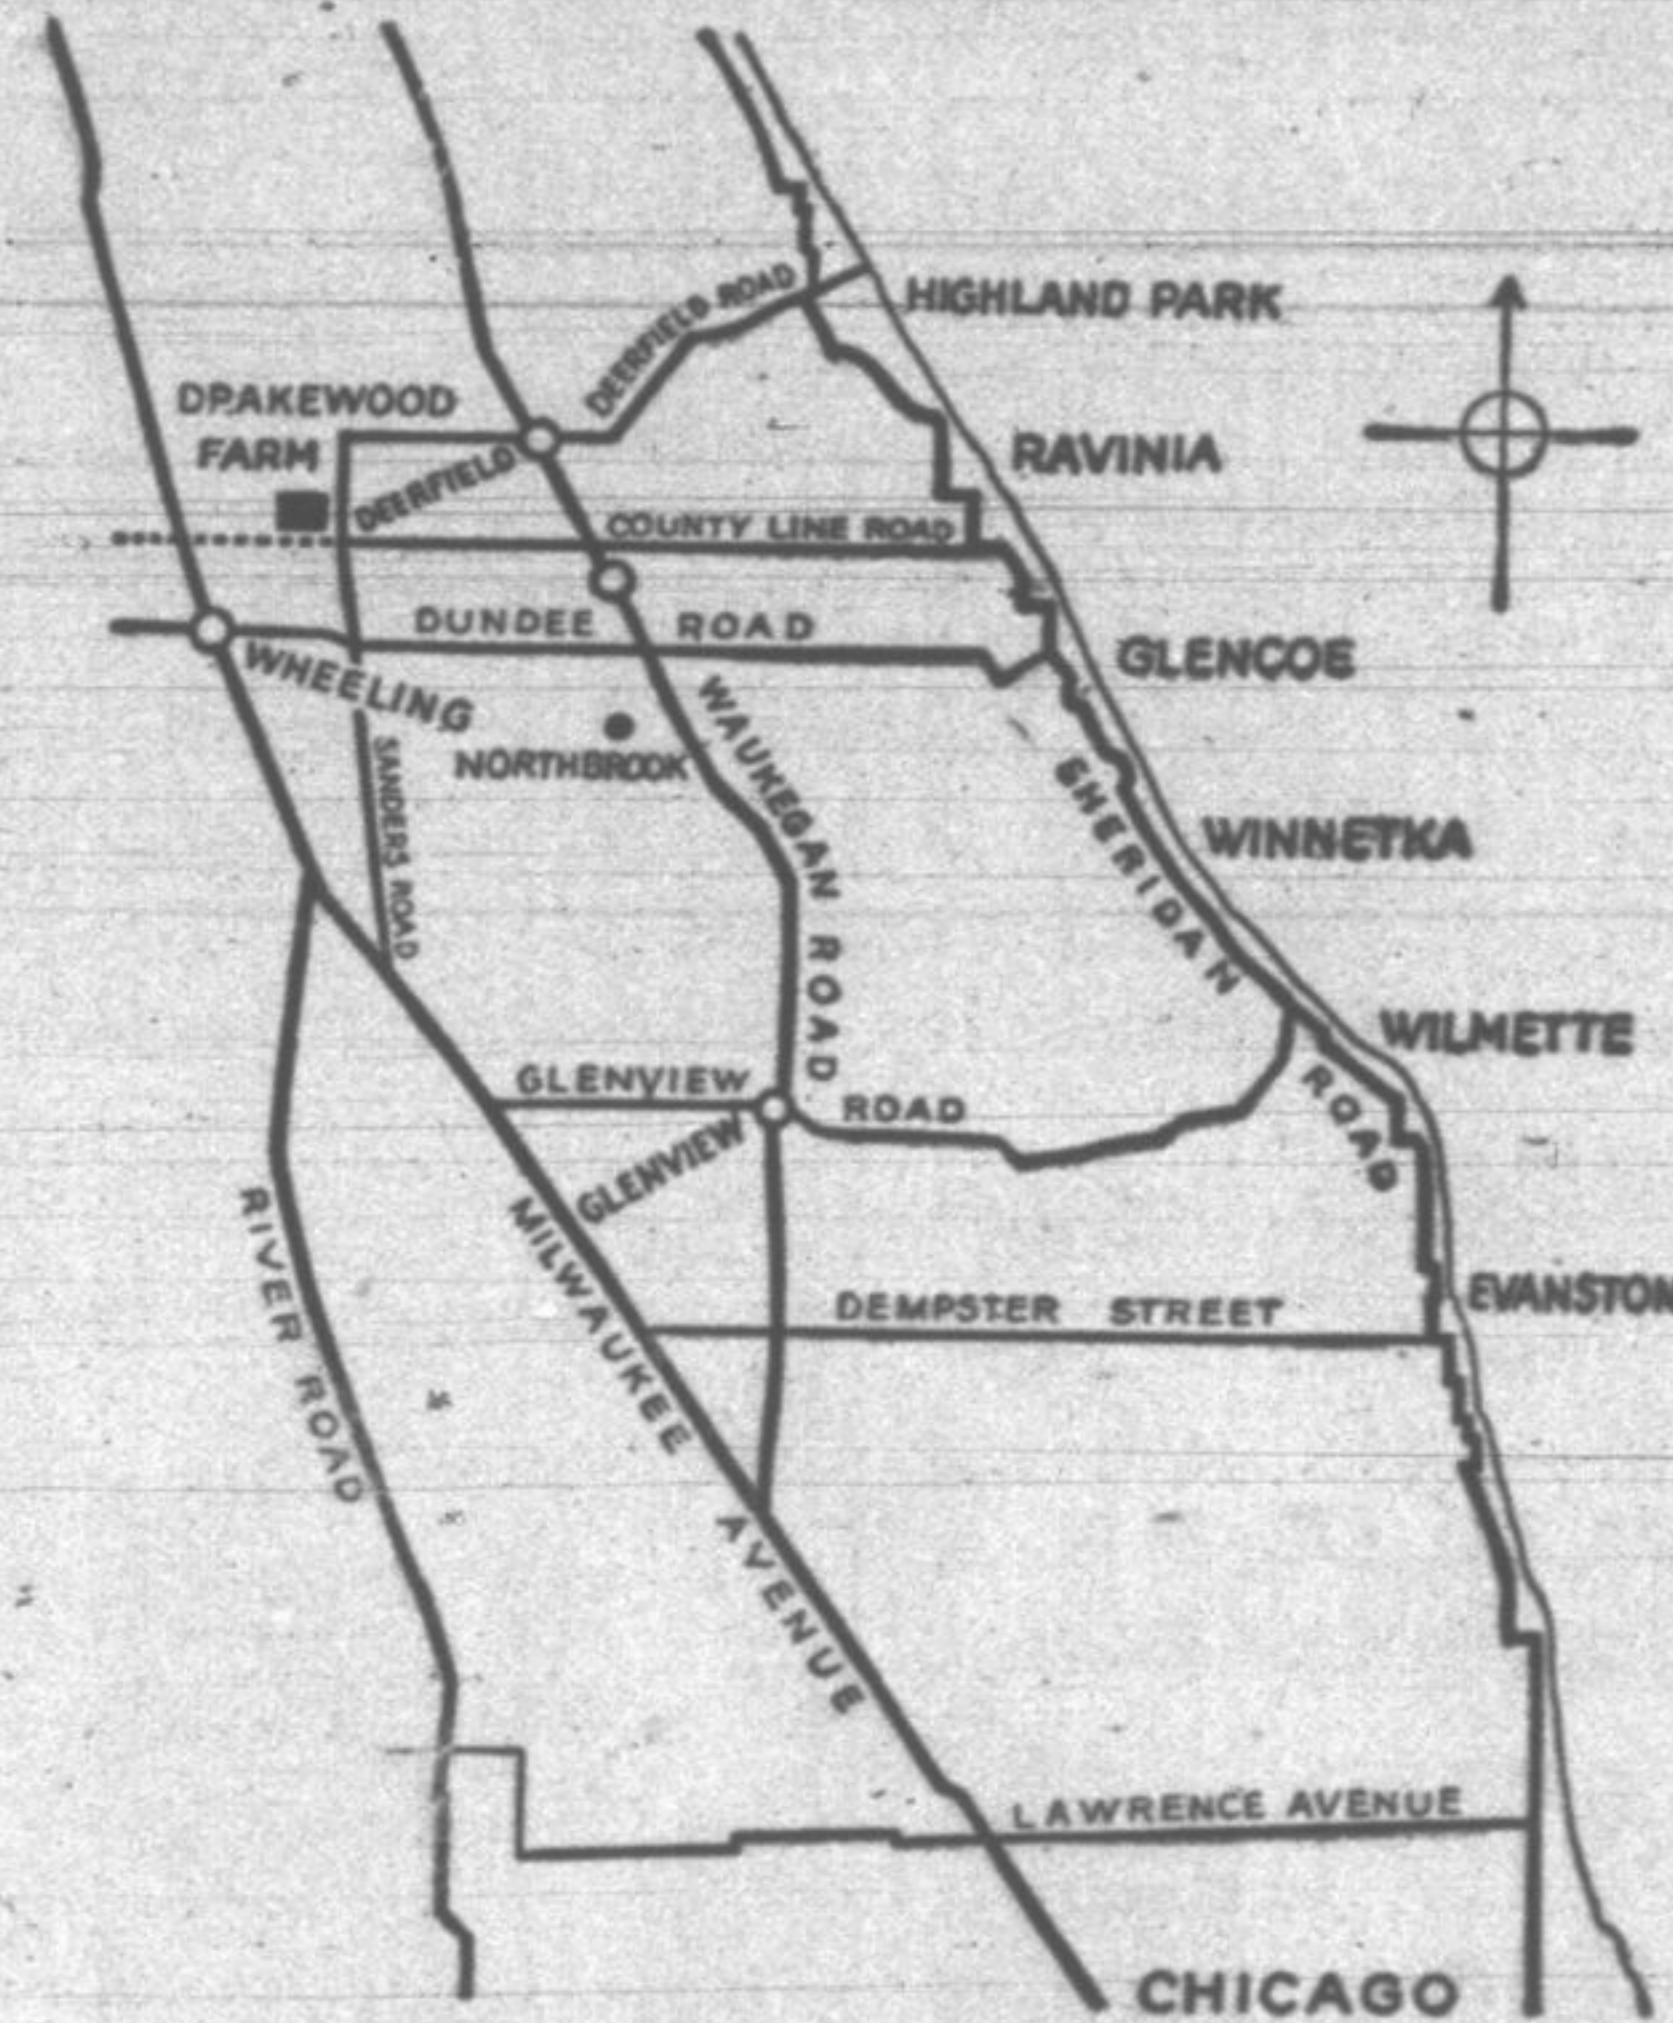 HIGHLAND PARK
DEERFIELD ROAD
DRAKEWOOD
FARM
RAVINIA
DEERFIELD
COUNTY LINE ROAD
DUNDEE ROAD
GLENCOE
WHEELING
NORTHBROOK
WAUKEGAN ROAD
SANDERS ROAD
SHERIDAN ROAD
WINNETKA
WILMETTE
GLENVIEW ROAD
GLENVIEW
RIVER ROAD
MILWAUKEE AVENUE
DEMPSTER STREET
EVANSTON
LAWRENCE AVENUE
CHICAGO